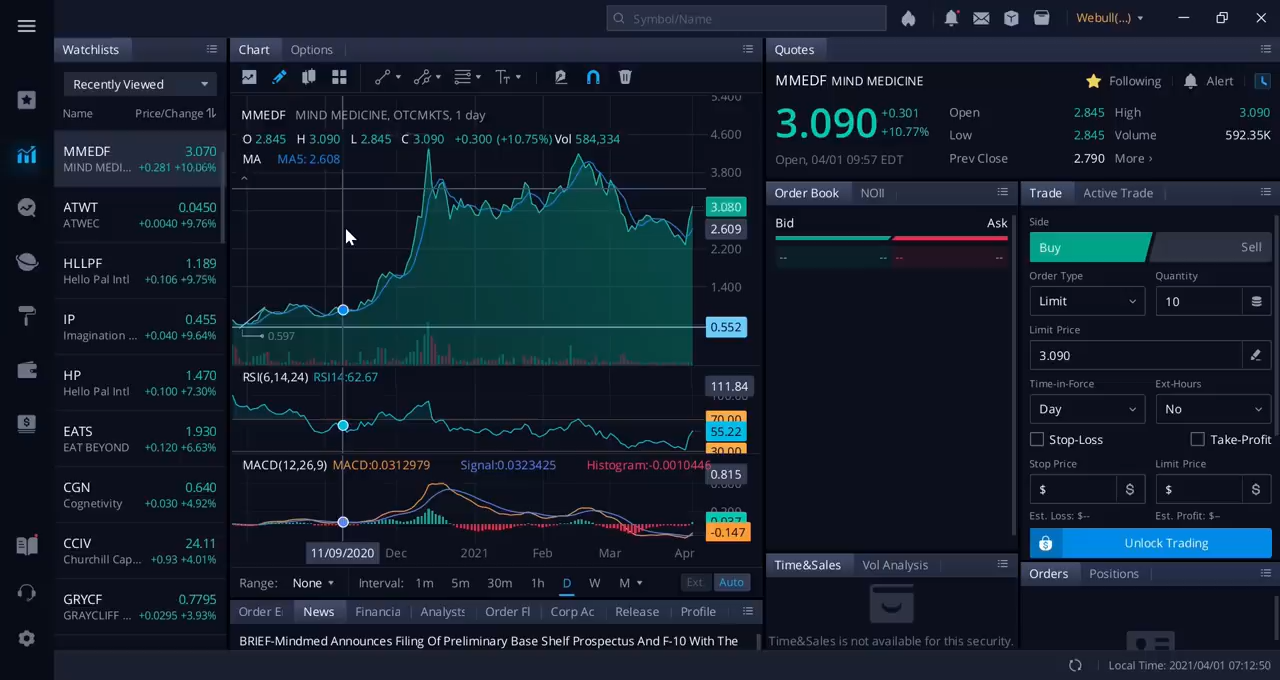 Symbol/Name
Webull(...)
Watchlists
Recently Viewed
Name Price/Change
MMEDF 3.070
MIND MEDI... +0.281 +10.06%
ATWT 0.0450
ATWEC +0.0040 +9.76%
HLLPF 1.189
Hello Pal Intl +0.106 +9.75%
IP 0.455
Imagination ... +0.040 +9.64%
HP 1.470
Hello Pal Intl +0.100 +7.30%
EATS 1.930
EAT BEYOND +0.120 +6.63%
CGN 0.640
Cognetivity +0.030 +4.92%
CCIV 24.11
Churchill Cap... +0.93 +4.01%
GRYCF 0.7795
GRAYCLIFF ... +0.0295 +3.93%
Chart Options
MMEDF MIND MEDICINE, OTCMKTS, 1 day
O 2.845 H 3.090 L 2.845 C 3.090 +0.300 (+10.75%) Vol 584,334
MA MA5: 2.608
5.400
4.600
3.800
3.080
2.609
2.200
1.400
0.552
0.597
RSI(6,14,24) RSI14:62.67
111.84
100.00
70.00
55.22
30.00
MACD(12,26,9) MACD:0.0312979 Signal:0.0323425 Histogram:-0.0010446
0.815
0.037
-0.147
11/09/2020 Dec 2021 Feb Mar Apr
Range: None Interval: 1m 5m 30m 1h D W M Ext. Auto
Order E News Financia Analysts Order Fl Corp Ac Release Profile
BRIEF-Mindmed Announces Filing Of Preliminary Base Shelf Prospectus And F-10 With The
Quotes
MMEDF MIND MEDICINE Following Alert
3.090 +0.301
+10.77%
Open, 04/01 09:57 EDT
Open 2.845 High 3.090
Low 2.845 Volume 592.35K
Prev Close 2.790 More ›
Order Book NOII
Bid Ask
-- -- -- --
Time&Sales Vol Analysis
Time&Sales is not available for this security.
Trade Active Trade
Side
Buy Sell
Order Type Quantity
Limit 10
Limit Price
3.090
Time-in-Force Ext-Hours
Day No
Stop-Loss Take-Profit
Stop Price Limit Price
$ $ $ $
Est. Loss: $-- Est. Profit: $--
Unlock Trading
Orders Positions
Local Time: 2021/04/01 07:12:50